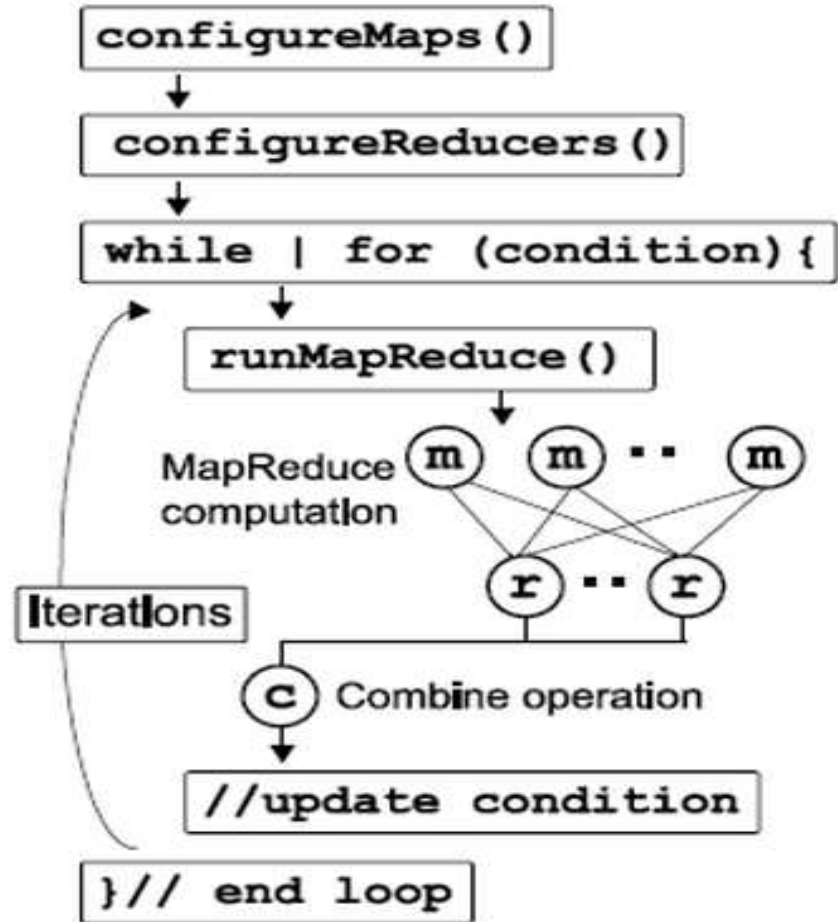 configureMaps()
configureReducers()
while | for (condition){
runMapReduce()
MapReduce
computation
m m ·· m
r ·· r
Iterations
c Combine operation
//update condition
}// end loop